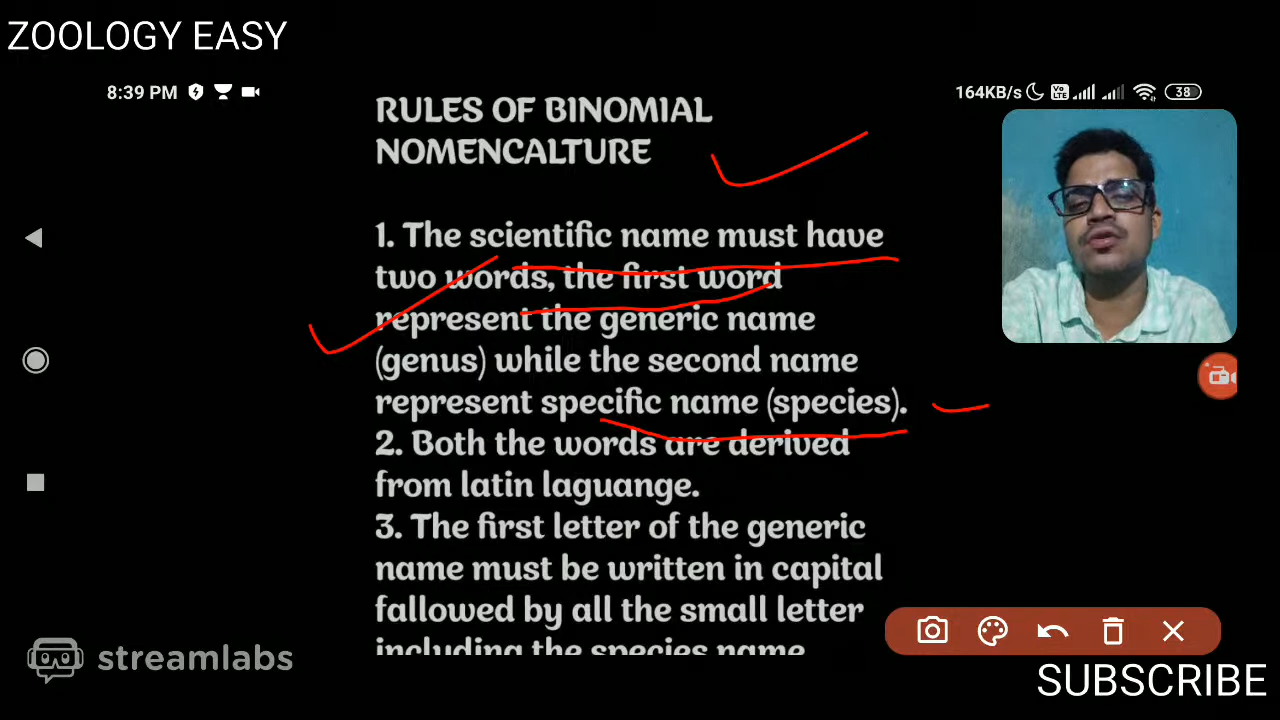 ZOOLOGY EASY
8:39 PM
164KB/s
Vo
LTE
38
RULES OF BINOMIAL
NOMENCALTURE
1. The scientific name must have
two words, the first word
represent the generic name
(genus) while the second name
represent specific name (species).
2. Both the words are derived
from latin laguange.
3. The first letter of the generic
name must be written in capital
fallowed by all the small letter
including the species name
streamlabs
SUBSCRIBE